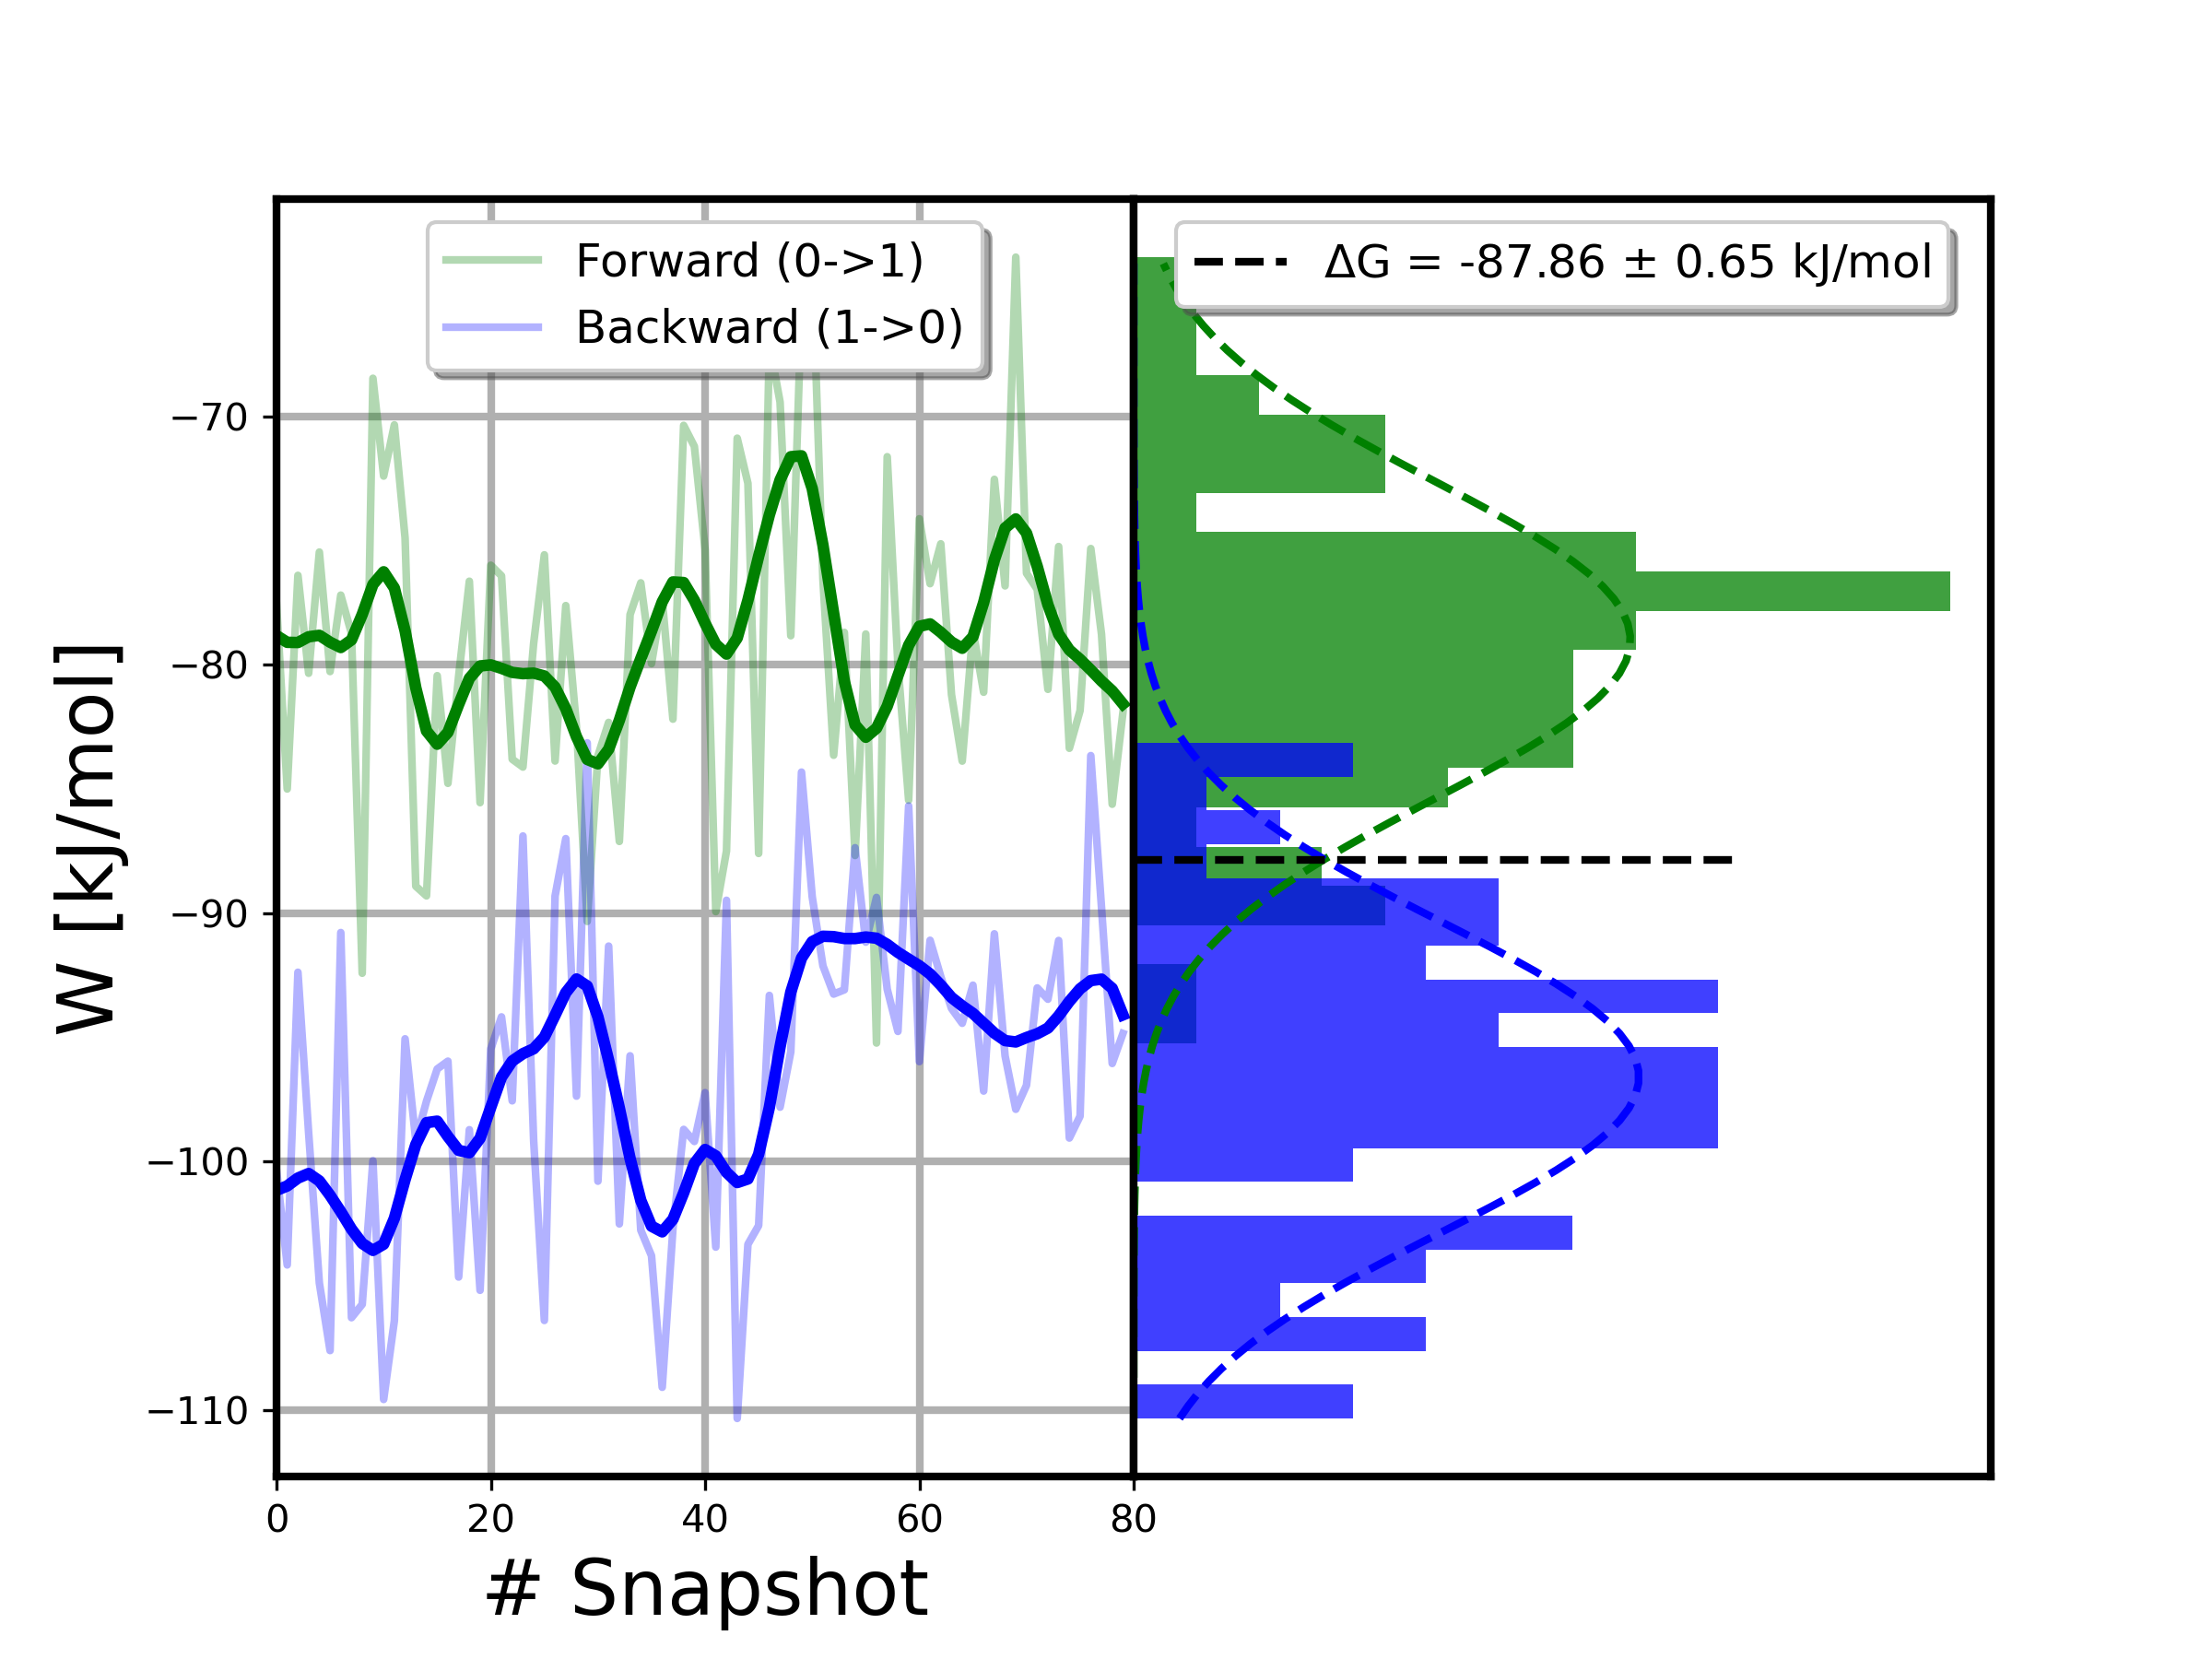 Forward (0->1)
Backward (1->0)
ΔG = -87.86 ± 0.65 kJ/mol
W [kJ/mol]
−70
−80
−90
−100
−110
0 20 40 60 80
# Snapshot